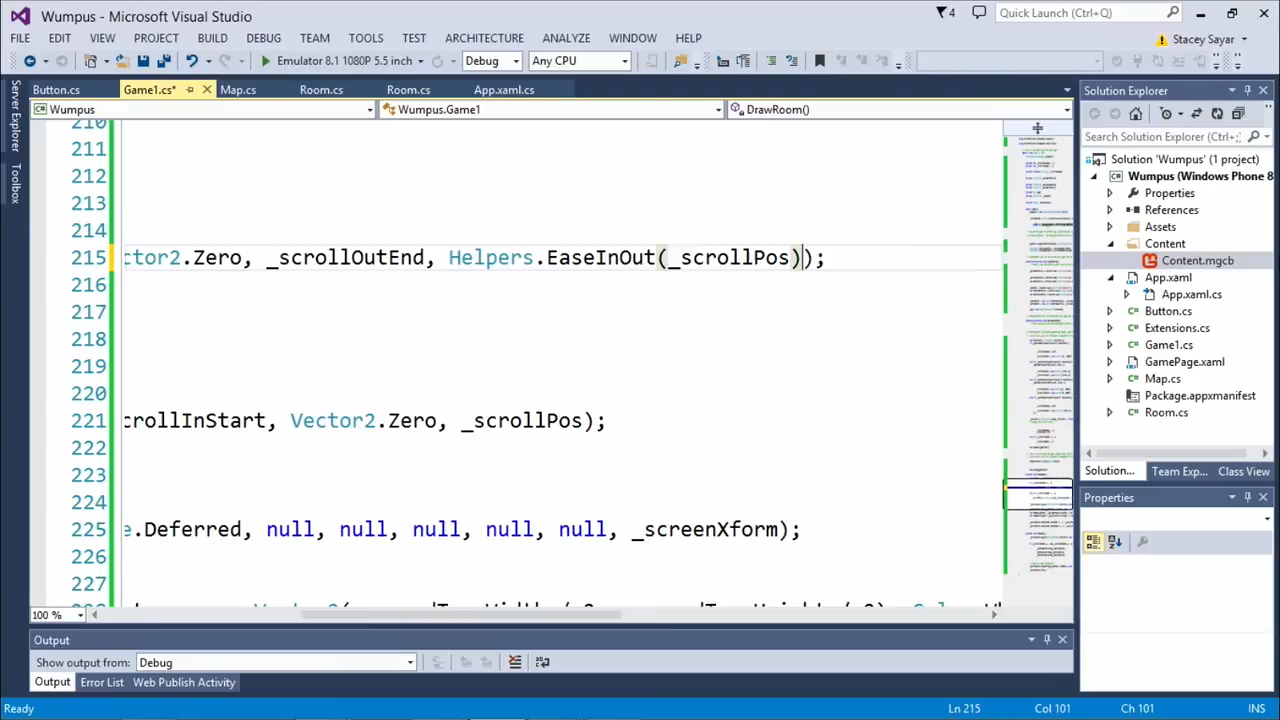 Wumpus - Microsoft Visual Studio
4
Quick Launch (Ctrl+Q)
FILE EDIT VIEW PROJECT BUILD DEBUG TEAM TOOLS TEST ARCHITECTURE ANALYZE WINDOW HELP
Stacey Sayar
Emulator 8.1 1080P 5.5 inch
Debug
Any CPU
Server Explorer
Toolbox
Button.cs
Game1.cs*
Map.cs
Room.cs
Room.cs
App.xaml.cs
Wumpus
Wumpus.Game1
DrawRoom()
210
211
212
213
214
215 ctor2.Zero, _scrollOutEnd, Helpers.EaseInOut(_scrollPos));
216
217
218
219
220
221 crollInStart, Vector2.Zero, _scrollPos);
222
223
224
225 e.Deferred, null, null, null, null, null, _screenXform);
226
227
100 %
Output
Show output from: Debug
Output Error List Web Publish Activity
Solution Explorer
Search Solution Explorer (Ctrl+;)
Solution 'Wumpus' (1 project)
Wumpus (Windows Phone 8
Properties
References
Assets
Content
Content.mgcb
App.xaml
App.xaml.cs
Button.cs
Extensions.cs
Game1.cs
GamePage.xaml
Map.cs
Package.appxmanifest
Room.cs
Solution... Team Exp... Class View
Properties
Ready
Ln 215
Col 101
Ch 101
INS